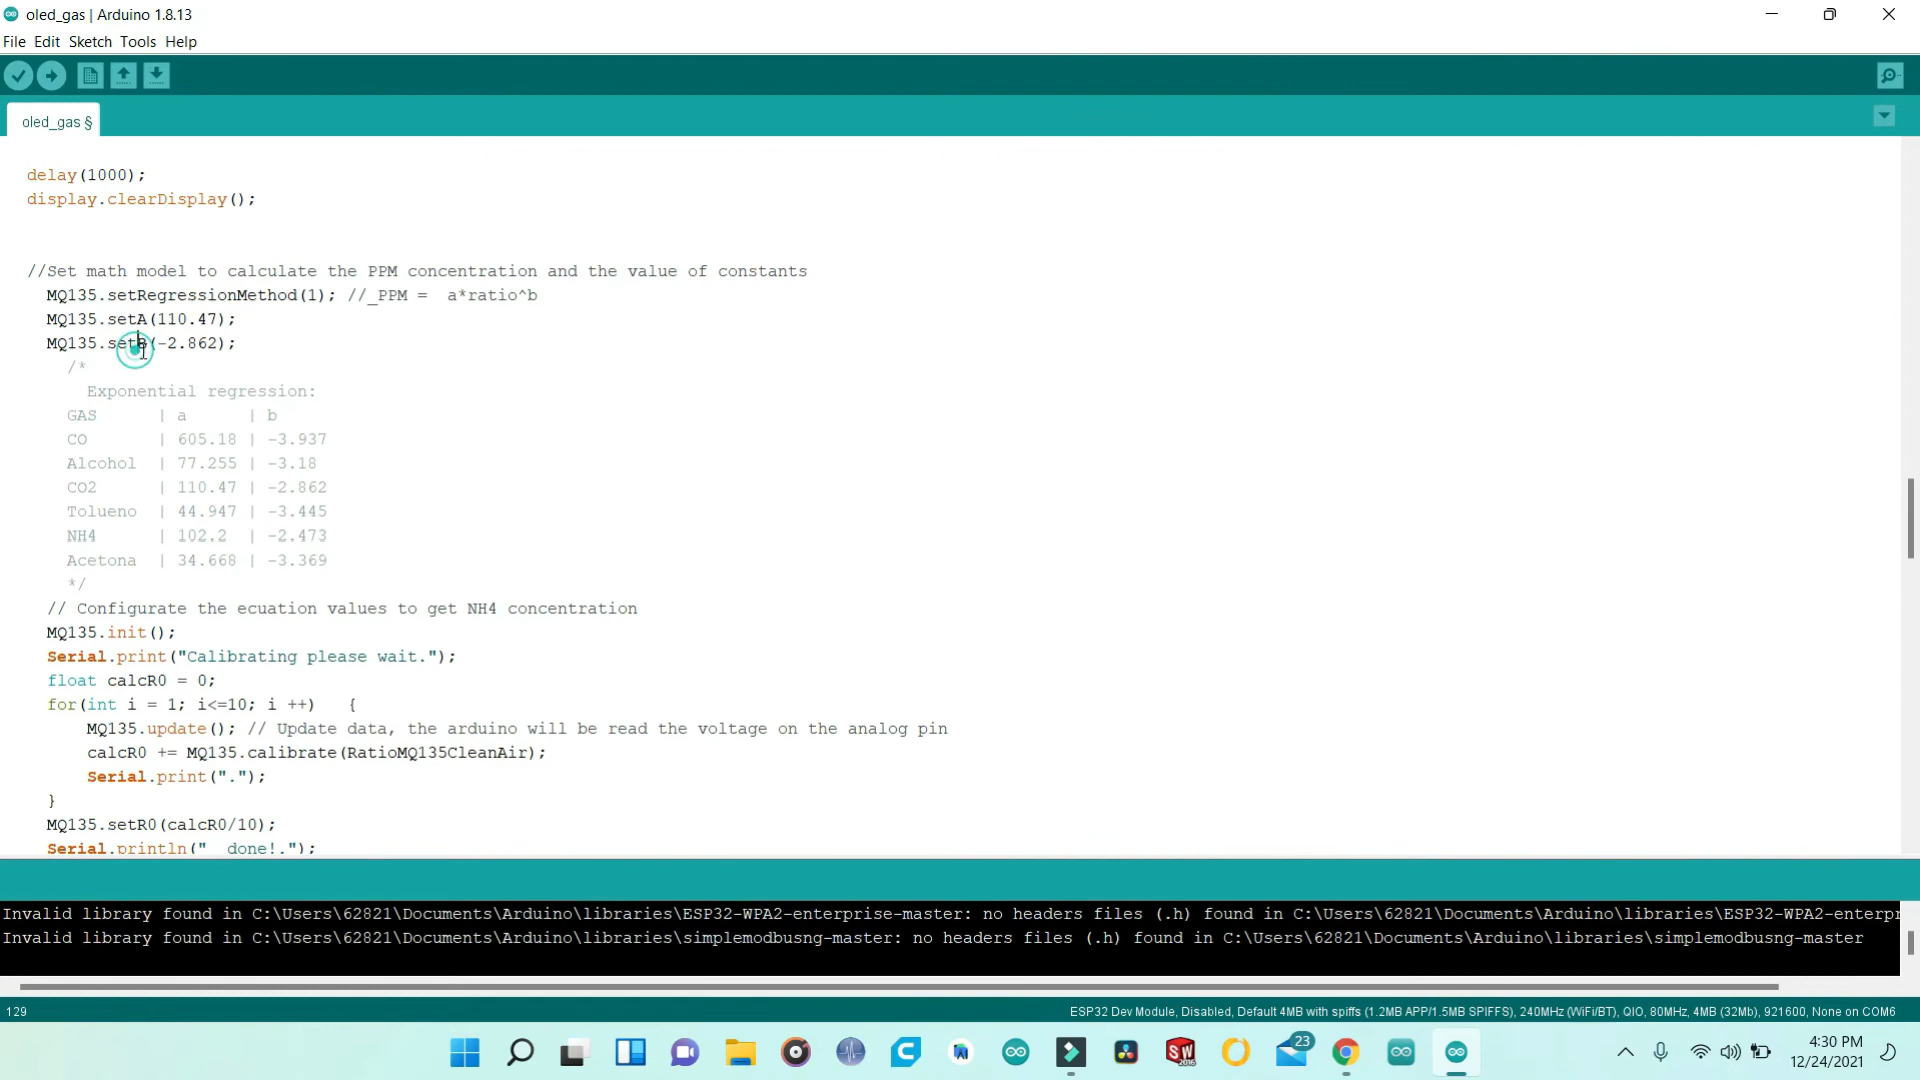 oled_gas | Arduino 1.8.13
File Edit Sketch Tools Help
oled_gas §
delay(1000);
display.clearDisplay();
//Set math model to calculate the PPM concentration and the value of constants
MQ135.setRegressionMethod(1); //_PPM =  a*ratio^b
MQ135.setA(110.47);
MQ135.setB(-2.862);
/*
Exponential regression:
GAS | a | b
CO | 605.18 | -3.937
Alcohol | 77.255 | -3.18
CO2 | 110.47 | -2.862
Tolueno | 44.947 | -3.445
NH4 | 102.2 | -2.473
Acetona | 34.668 | -3.369
*/
// Configurate the ecuation values to get NH4 concentration
MQ135.init();
Serial.print("Calibrating please wait.");
float calcR0 = 0;
for(int i = 1; i<=10; i ++) {
MQ135.update(); // Update data, the arduino will be read the voltage on the analog pin
calcR0 += MQ135.calibrate(RatioMQ135CleanAir);
Serial.print(".");
}
MQ135.setR0(calcR0/10);
Serial.println("  done!.");
Invalid library found in C:\Users\62821\Documents\Arduino\libraries\ESP32-WPA2-enterprise-master: no headers files (.h) found in C:\Users\62821\Documents\Arduino\libraries\ESP32-WPA2-enterpr
Invalid library found in C:\Users\62821\Documents\Arduino\libraries\simplemodbusng-master: no headers files (.h) found in C:\Users\62821\Documents\Arduino\libraries\simplemodbusng-master
129
ESP32 Dev Module, Disabled, Default 4MB with spiffs (1.2MB APP/1.5MB SPIFFS), 240MHz (WiFi/BT), QIO, 80MHz, 4MB (32Mb), 921600, None on COM6
SW
2016
23
4:30 PM
12/24/2021